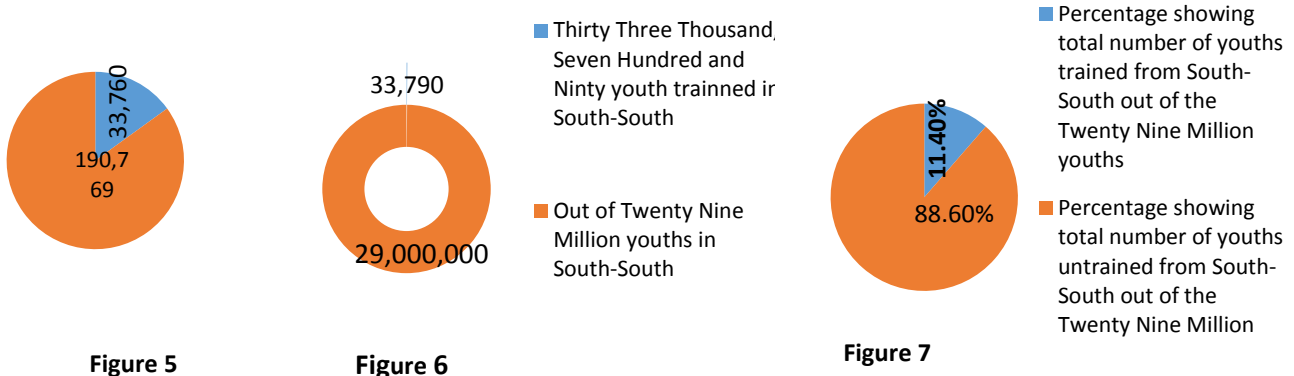 33,760
190,7
69
Figure 5
33,790
29,000,000
Figure 6
Thirty Three Thousand,
Seven Hundred and
Ninty youth trainned in
South-South
Out of Twenty Nine
Million youths in
South-South
11.40%
88.60%
Figure 7
Percentage showing
total number of youths
trained from South-
South out of the
Twenty Nine Million
youths
Percentage showing
total number of youths
untrained from South-
South out of the
Twenty Nine Million